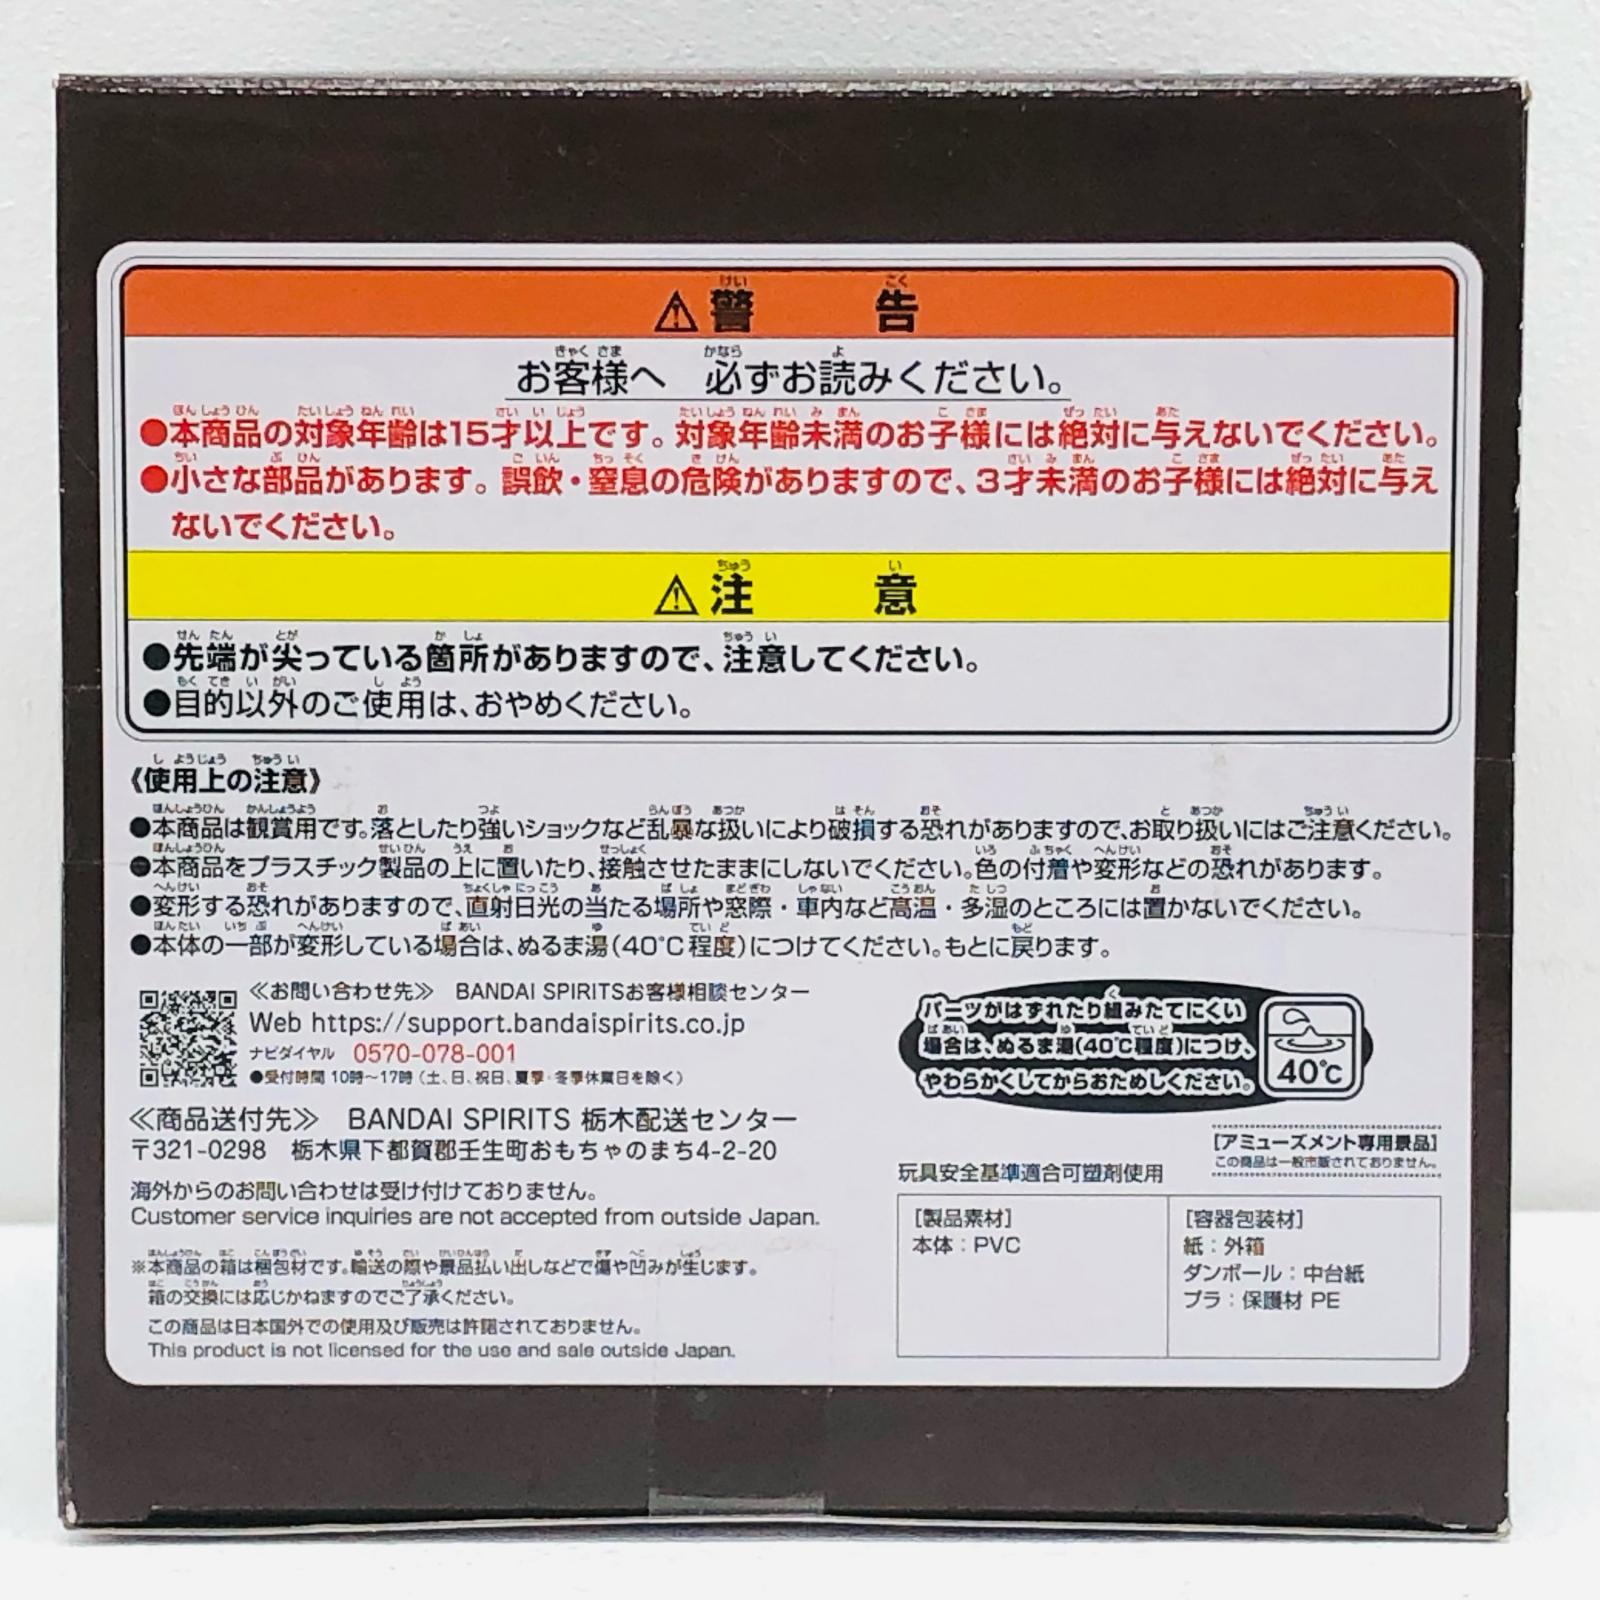 ⚠警告
お客様へ 必ずお読みください。
●本商品の対象年齢は15才以上です。対象年齢未満のお子様には絶対に与えないでください。
●小さな部品があります。誤飲・窒息の危険がありますので、3才未満のお子様には絶対に与え
ないでください。
⚠注意
●先端が尖っている箇所がありますので、注意してください。
●目的以外のご使用は、おやめください。
《使用上の注意》
●本商品は観賞用です。落としたり強いショックなど乱暴な扱いにより破損する恐れがありますので、お取り扱いにはご注意ください。
●本商品をプラスチック製品の上に置いたり、接触させたままにしないでください。色の付着や変形などの恐れがあります。
●変形する恐れがありますので、直射日光の当たる場所や窓際・車内など高温・多湿のところには置かないでください。
●本体の一部が変形している場合は、ぬるま湯(40℃程度)につけてください。もとに戻ります。
≪お問い合わせ先≫ BANDAI SPIRITSお客様相談センター
Web https://support.bandaispirits.co.jp
ナビダイヤル 0570-078-001
●受付時間 10時〜17時(土、日、祝日、夏季・冬季休業日を除く)
≪商品送付先≫ BANDAI SPIRITS 栃木配送センター
〒321-0298 栃木県下都賀郡壬生町おもちゃのまち4-2-20
海外からのお問い合わせは受け付けておりません。
Customer service inquiries are not accepted from outside Japan.
※本商品の箱は梱包材です。輸送の際や景品払い出しなどで傷や凹みが生じます。
箱の交換には応じかねますのでご了承ください。
この商品は日本国外での使用及び販売は許諾されておりません。
This product is not licensed for the use and sale outside Japan.
パーツがはずれたり組みたてにくい
場合は、ぬるま湯(40℃程度)につけ、
やわらかくしてからおためしください。
40℃
[アミューズメント専用景品]
この商品は一般市販されておりません。
玩具安全基準適合可塑剤使用
[製品素材]
本体:PVC
[容器包装材]
紙:外箱
ダンボール:中台紙
プラ:保護材 PE